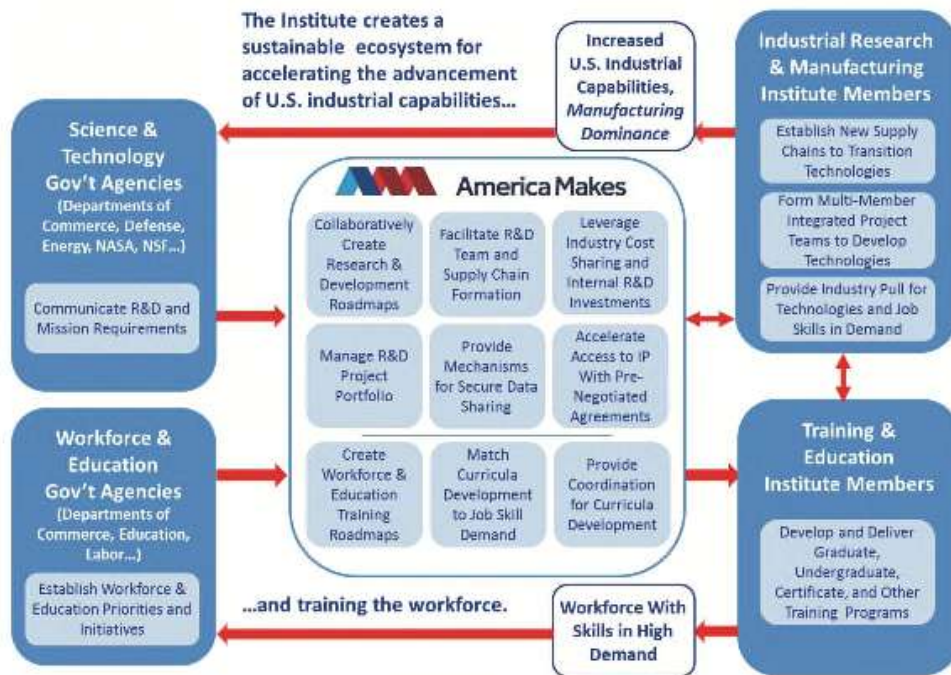 The Institute creates a
sustainable ecosystem for
accelerating the advancement
of U.S. industrial capabilities...
Increased
U.S. Industrial
Capabilities,
Manufacturing
Dominance
Industrial Research
& Manufacturing
Institute Members
Establish New Supply
Chains to Transition
Technologies
Form Multi-Member
Integrated Project
Teams to Develop
Technologies
Provide Industry Pull for
Technologies and Job
Skills in Demand
Science &
Technology
Gov't Agencies
(Departments of
Commerce, Defense,
Energy, NASA, NSF...)
Communicate R&D and
Mission Requirements
America Makes
Collaboratively
Create
Research &
Development
Roadmaps
Facilitate R&D
Team and
Supply Chain
Formation
Leverage
Industry Cost
Sharing and
Internal R&D
Investments
Manage R&D
Project
Portfolio
Provide
Mechanisms
for Secure Data
Sharing
Accelerate
Access to IP
With Pre-
Negotiated
Agreements
Create
Workforce &
Education
Training
Roadmaps
Match
Curricula
Development
to Job Skill
Demand
Provide
Coordination
for Curricula
Development
Workforce &
Education
Gov't Agencies
(Departments of
Commerce, Education,
Labor...)
Establish Workforce &
Education Priorities and
Initiatives
Training &
Education
Institute Members
Develop and Deliver
Graduate,
Undergraduate,
Certificate, and Other
Training Programs
...and training the workforce.
Workforce With
Skills in High
Demand